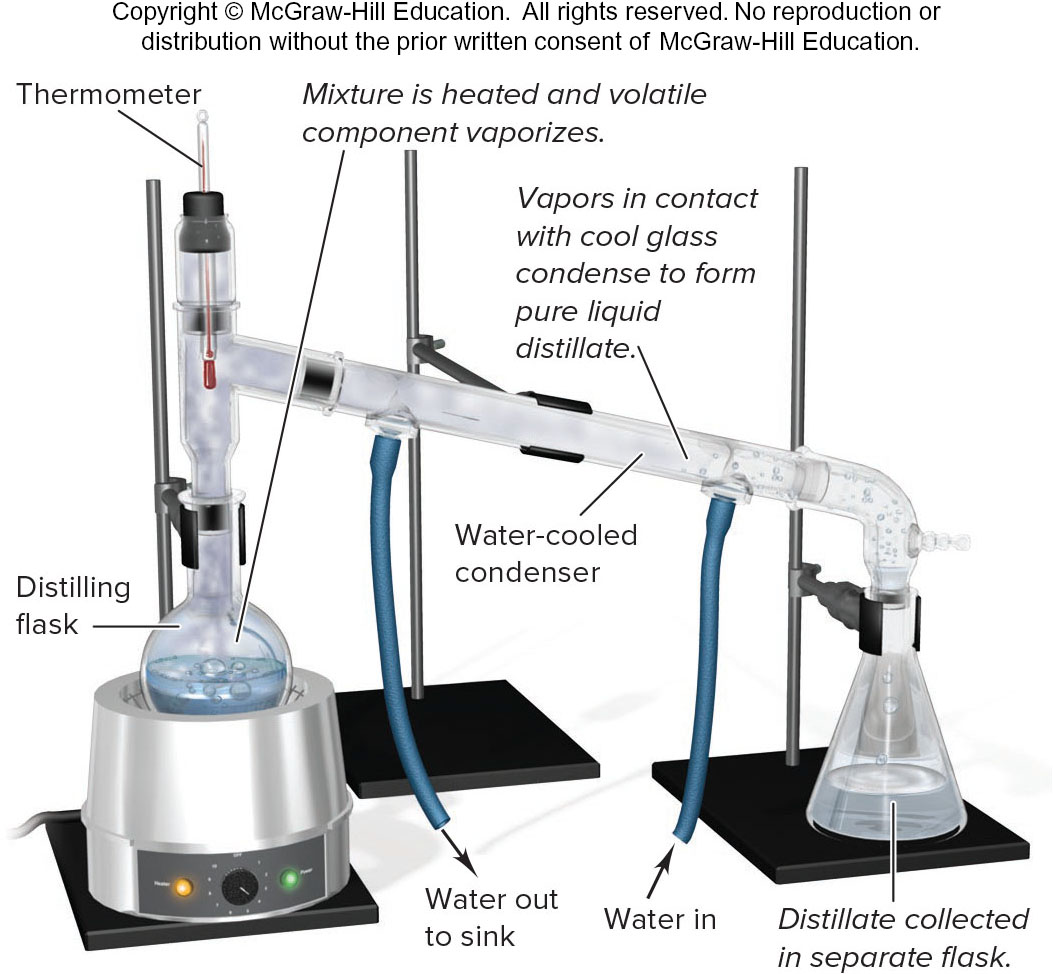 Copyright © McGraw-Hill Education. All rights reserved. No reproduction or
distribution without the prior written consent of McGraw-Hill Education.
Thermometer
Mixture is heated and volatile
component vaporizes.
Vapors in contact
with cool glass
condense to form
pure liquid
distillate.
Water-cooled
condenser
Distilling
flask
Heater
Power
Water out
to sink
Water in
Distillate collected
in separate flask.